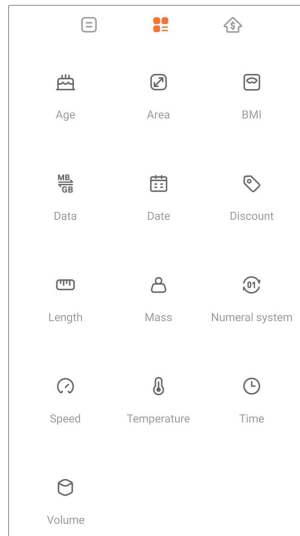 Age Area BMI
MB
GB
Data Date Discount
01
Length Mass Numeral system
Speed Temperature Time
Volume